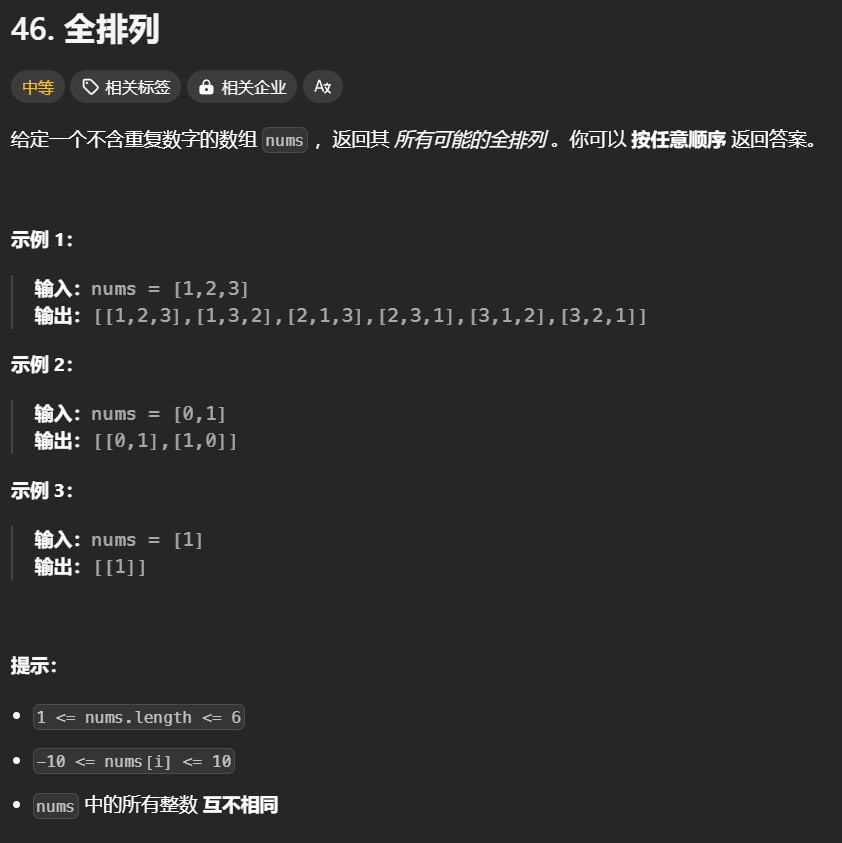 46. 全排列
中等 相关标签 相关企业 Ax
给定一个不含重复数字的数组 nums ，返回其 所有可能的全排列 。你可以 按任意顺序 返回答案。
示例 1：
输入：nums = [1,2,3]
输出：[[1,2,3],[1,3,2],[2,1,3],[2,3,1],[3,1,2],[3,2,1]]
示例 2：
输入：nums = [0,1]
输出：[[0,1],[1,0]]
示例 3：
输入：nums = [1]
输出：[[1]]
提示：
1 <= nums.length <= 6
-10 <= nums[i] <= 10
nums 中的所有整数 互不相同